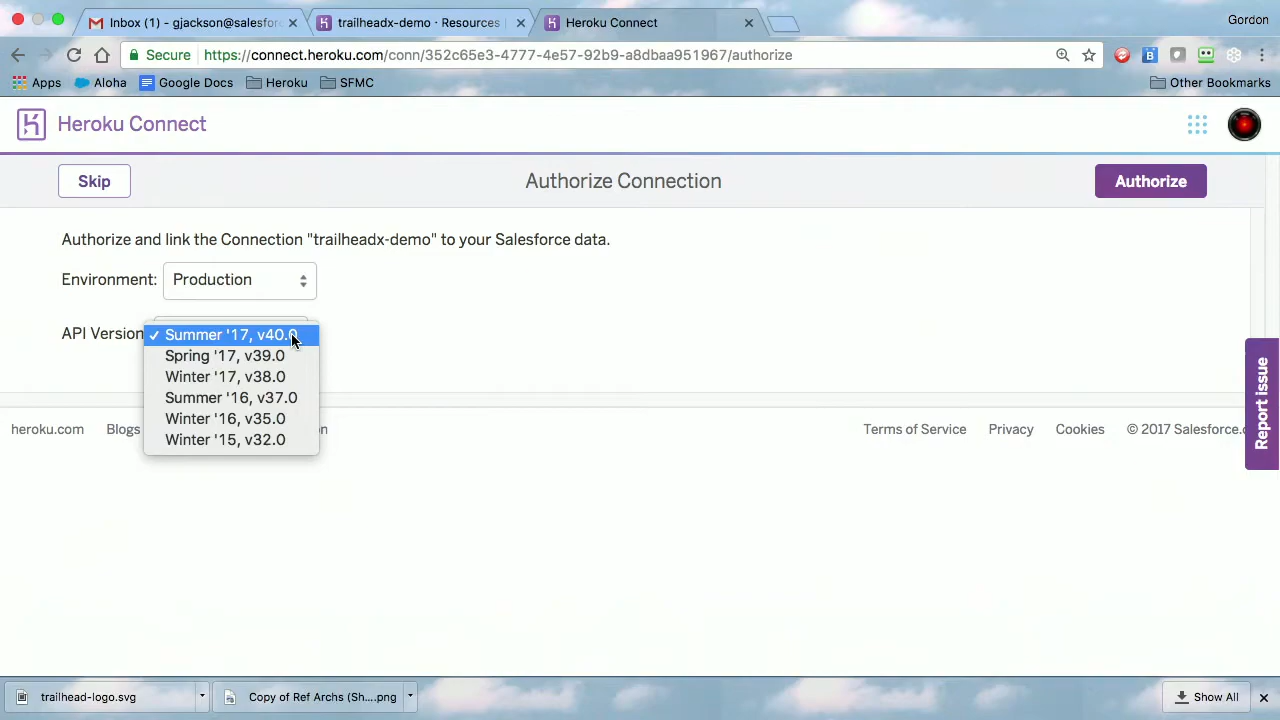 Inbox (1) - gjackson@salesfor
trailheadx-demo · Resources
Heroku Connect
Gordon
Secure
https://connect.heroku.com/conn/352c65e3-4777-4e57-92b9-a8dbaa951967/authorize
Apps
Aloha
Google Docs
Heroku
SFMC
Other Bookmarks
Heroku Connect
Skip
Authorize Connection
Authorize
Authorize and link the Connection "trailheadx-demo" to your Salesforce data.
Environment: Production
API Version
✓ Summer '17, v40.0
Spring '17, v39.0
Winter '17, v38.0
Summer '16, v37.0
Winter '16, v35.0
Winter '15, v32.0
Report issue
heroku.com
Blogs
Terms of Service
Privacy
Cookies
© 2017 Salesforce.c
trailhead-logo.svg
Copy of Ref Archs (Sh....png
Show All